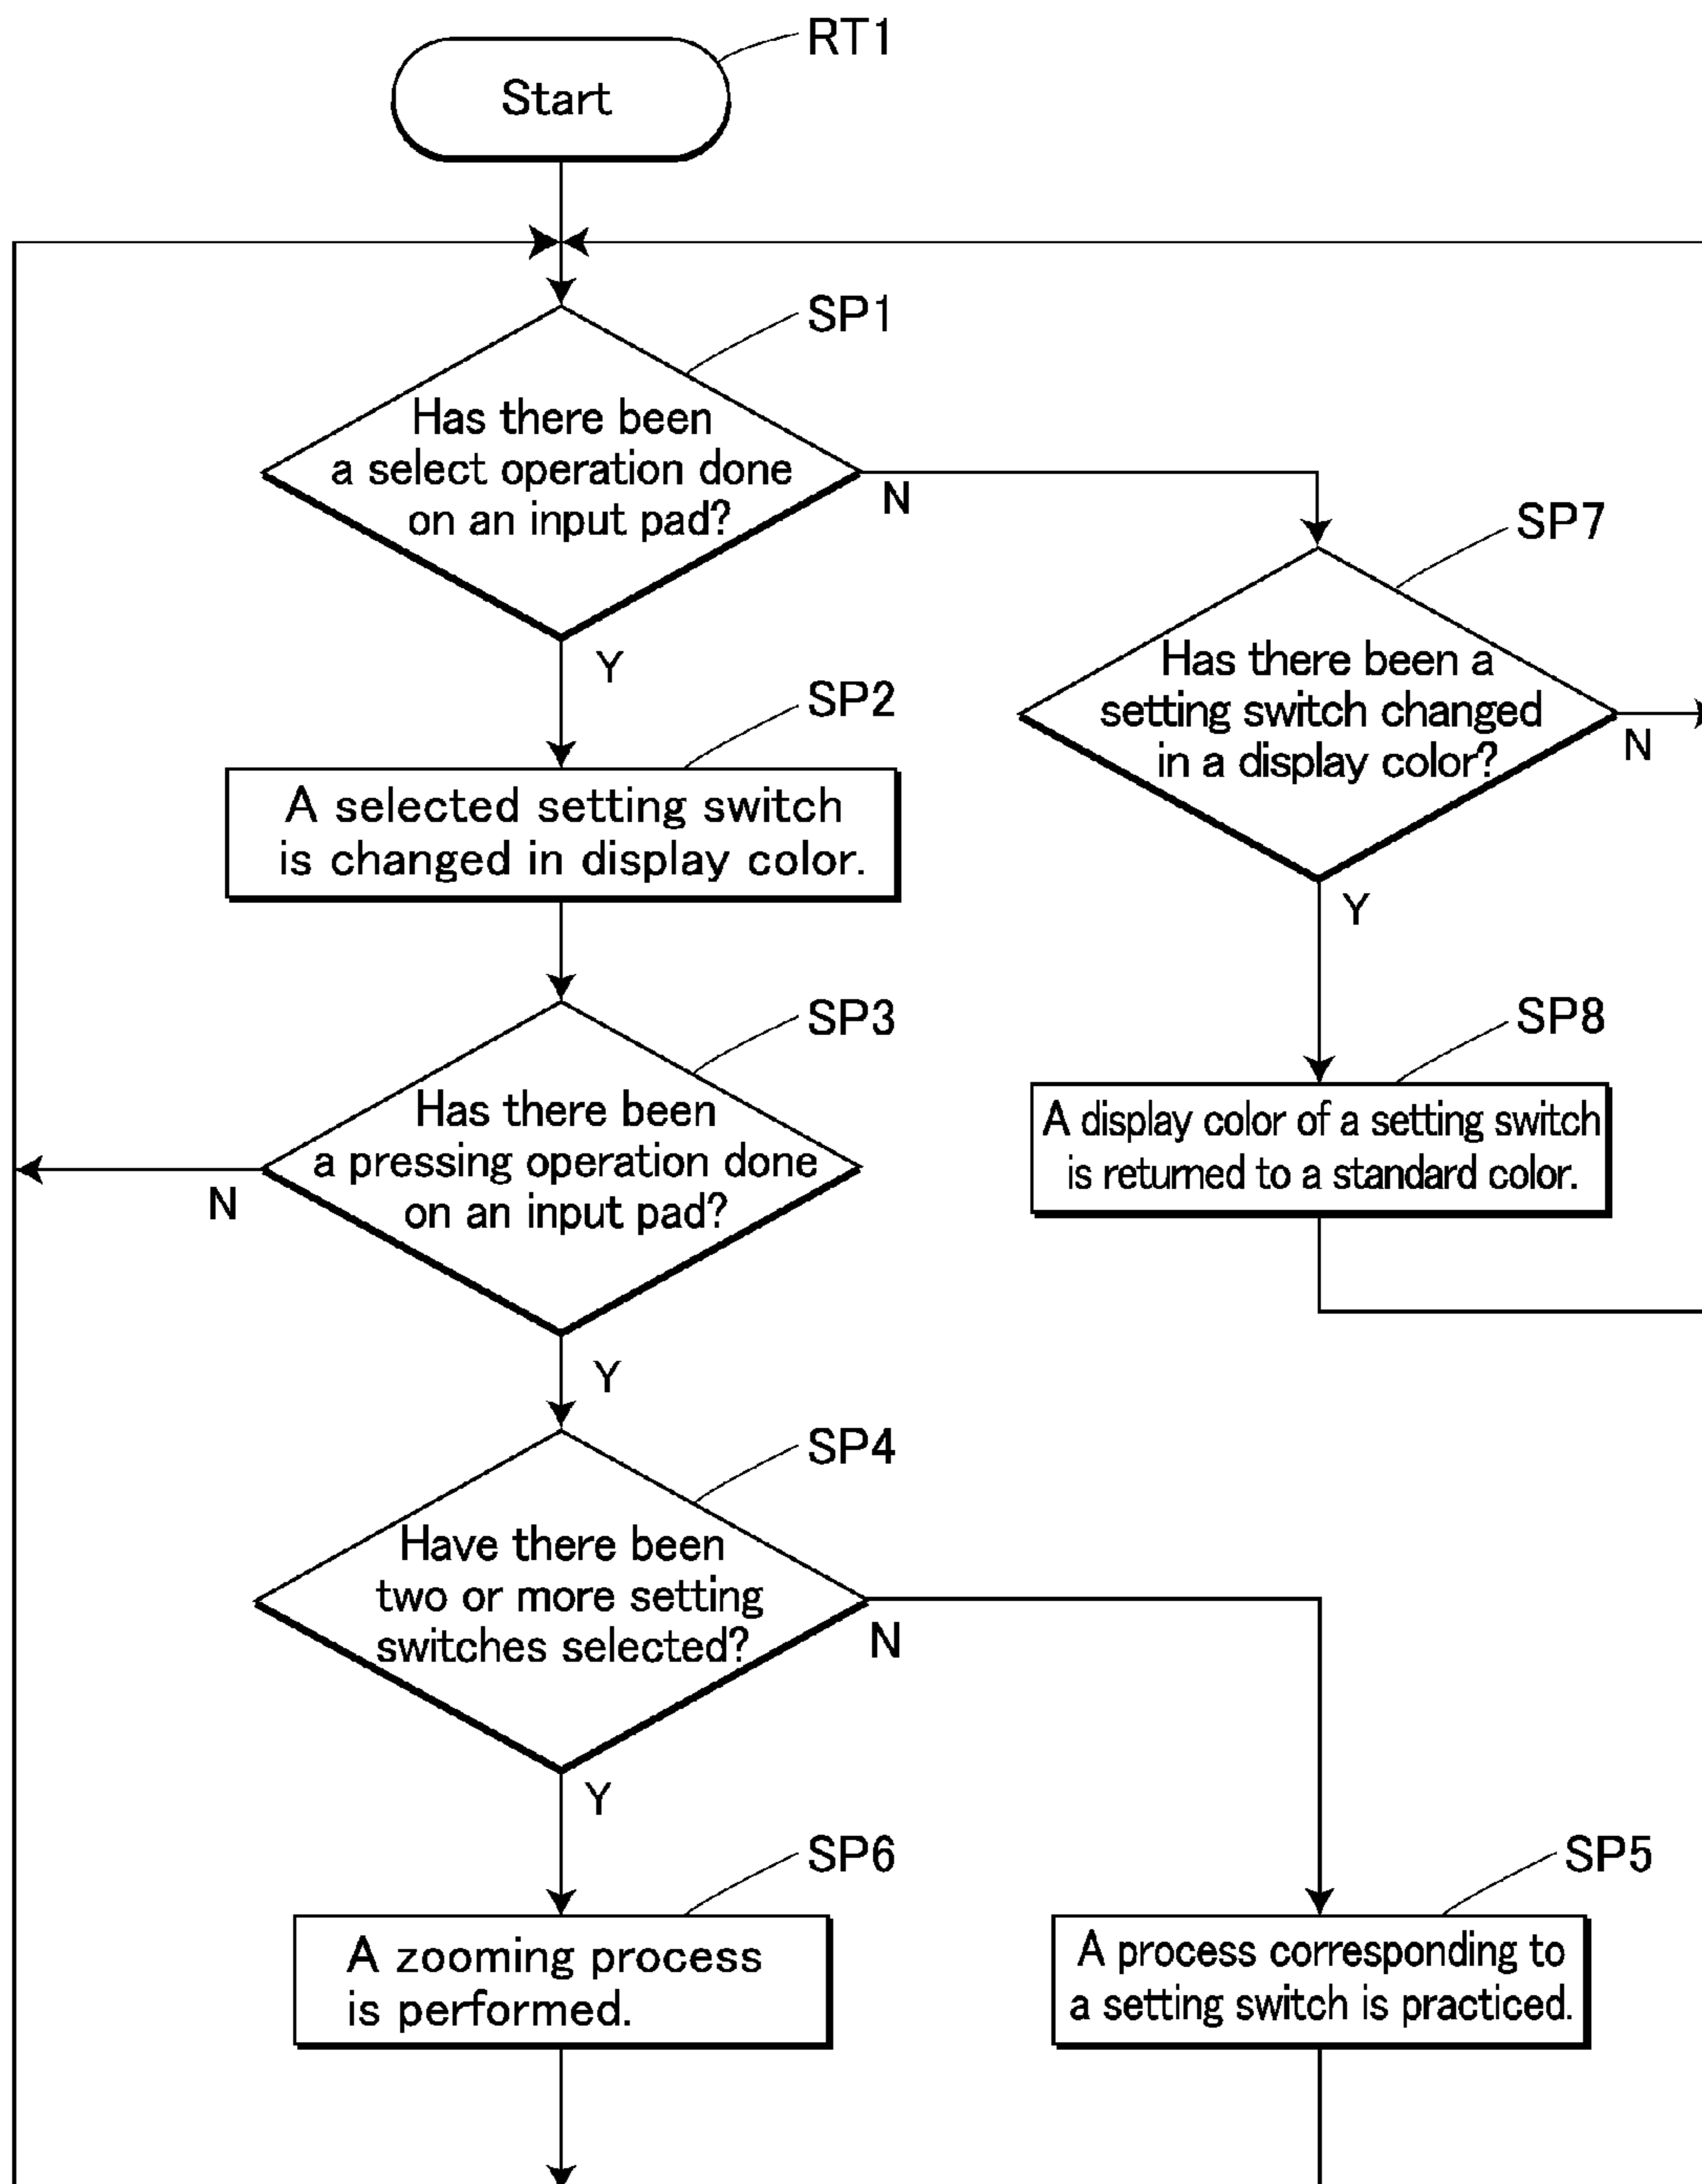 RT1
Start
SP1
Has there been
a select operation done
on an input pad?
N
Y
SP7
Has there been a
setting switch changed
in a display color?
N
Y
SP2
A selected setting switch
is changed in display color.
SP3
Has there been
a pressing operation done
on an input pad?
N
Y
SP8
A display color of a setting switch
is returned to a standard color.
SP4
Have there been
two or more setting
switches selected?
N
Y
SP6
A zooming process
is performed.
SP5
A process corresponding to
a setting switch is practiced.